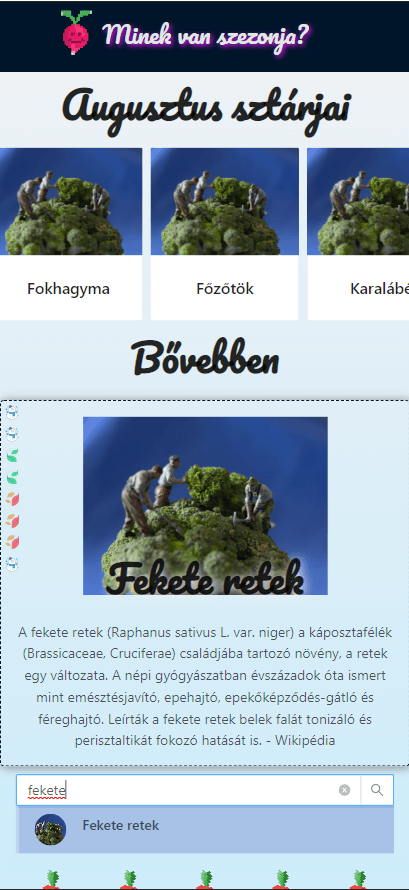 Minek van szezonja?
Augusztus sztárjai
Fokhagyma Főzőtök Karalábé
Bővebben
Fekete retek
A fekete retek (Raphanus sativus L. var. niger) a káposztafélék
(Brassicaceae, Cruciferae) családjába tartozó növény, a retek
egy változata. A népi gyógyászatban évszázadok óta ismert
mint emésztésjavító, epehajtó, epekőképződés-gátló és
féreghajtó. Leírták a fekete retek belek falát tonizáló és
perisztaltikát fokozó hatását is. - Wikipédia
fekete
Fekete retek